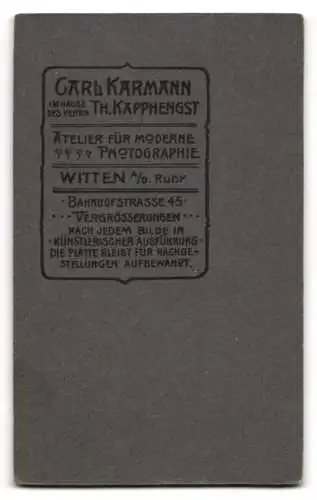 CARL KARMANN
IM HAUSE DES HERRN TH. KAPPHENGST
ATELIER FÜR MODERNE
PHOTOGRAPHIE
WITTEN A/D. RUHR
· BAHNHOFSTRASSE 45 ·
··· VERGRÖSSERUNGEN ···
NACH JEDEM BILDE IN
· KÜNSTLERISCHER AUSFÜHRUNG ·
DIE PLATTE BLEIBT FÜR NACHBE-
STELLUNGEN AUFBEWAHRT.